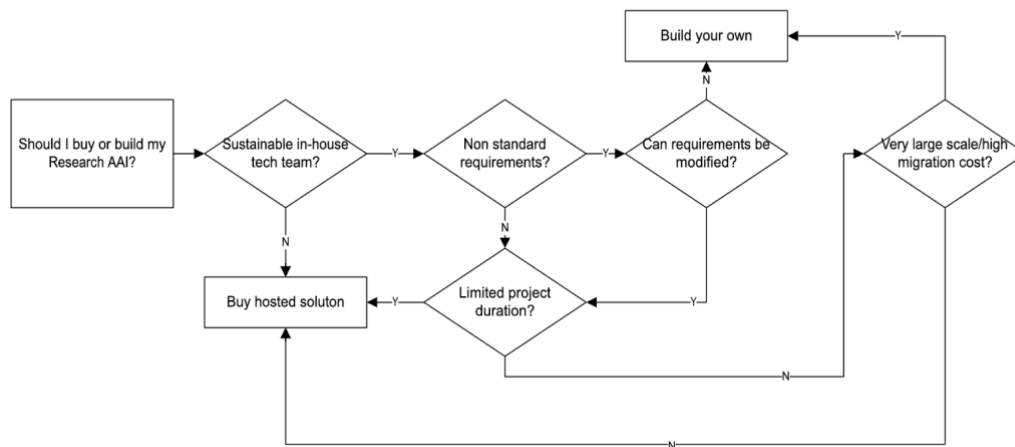 Build your own
Y
N
Should I buy or build my
Research AAI?
Sustainable in-house
tech team?
Y
Non standard
requirements?
Y
Can requirements be
modified?
Very large scale/high
migration cost?
N
N
Buy hosted soluton
Y
Limited project
duration?
Y
N
N